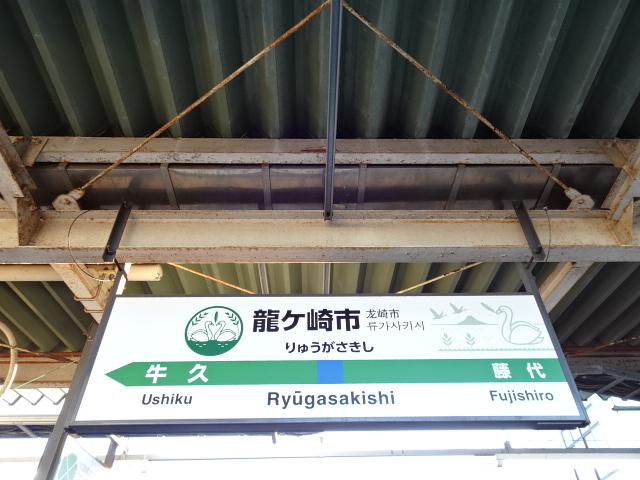 龍ケ崎市
龙崎市
류가사키시
りゅうがさきし
牛久
藤代
Ushiku
Ryūgasakishi
Fujishiro